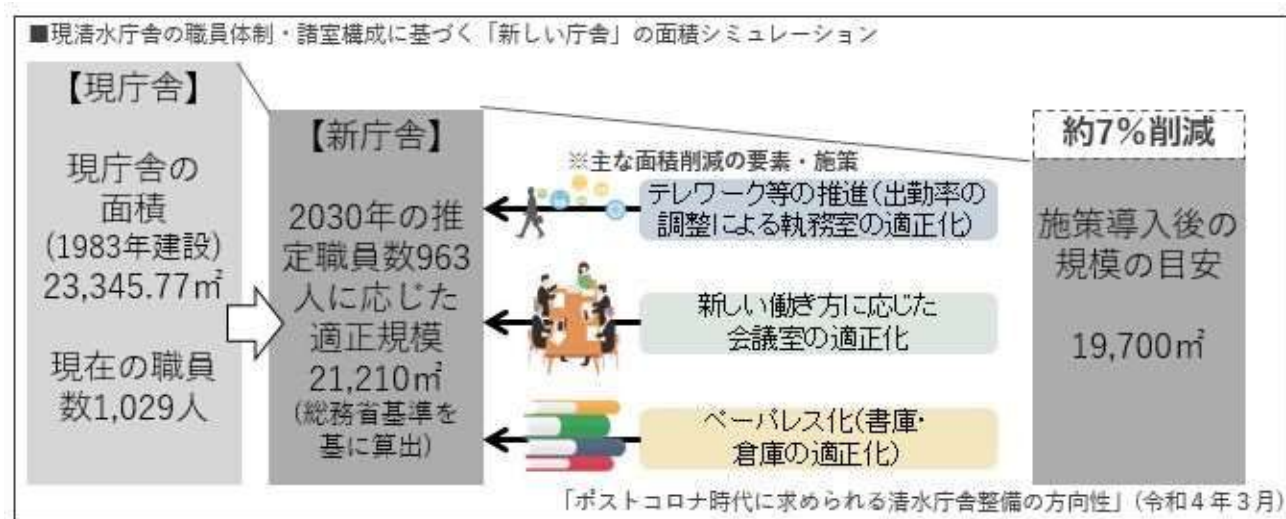 ■現清水庁舎の職員体制・諸室構成に基づく「新しい庁舎」の面積シミュレーション
【現庁舎】
現庁舎の
面積
(1983年建設)
23,345.77㎡
現在の職員
数1,029人
【新庁舎】
2030年の推
定職員数963
人に応じた
適正規模
21,210㎡
(総務省基準を
基に算出)
※主な面積削減の要素・施策
テレワーク等の推進(出勤率の
調整による執務室の適正化)
新しい働き方に応じた
会議室の適正化
ペーパレス化(書庫・
倉庫の適正化)
約7%削減
施策導入後の
規模の目安
19,700㎡
「ポストコロナ時代に求められる清水庁舎整備の方向性」(令和4年3月)